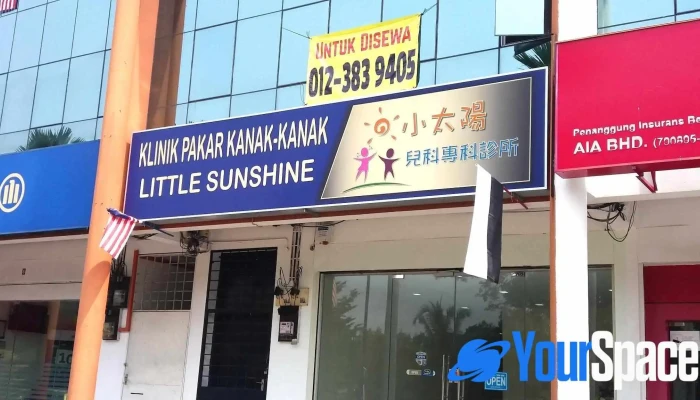 UNTUK DISEWA
012-383 9405
KLINIK PAKAR KANAK-KANAK
LITTLE SUNSHINE
小太陽
兒科專科診所
Penanggung Insurans Be
AIA BHD. (790895-
OPEN
YourSpace